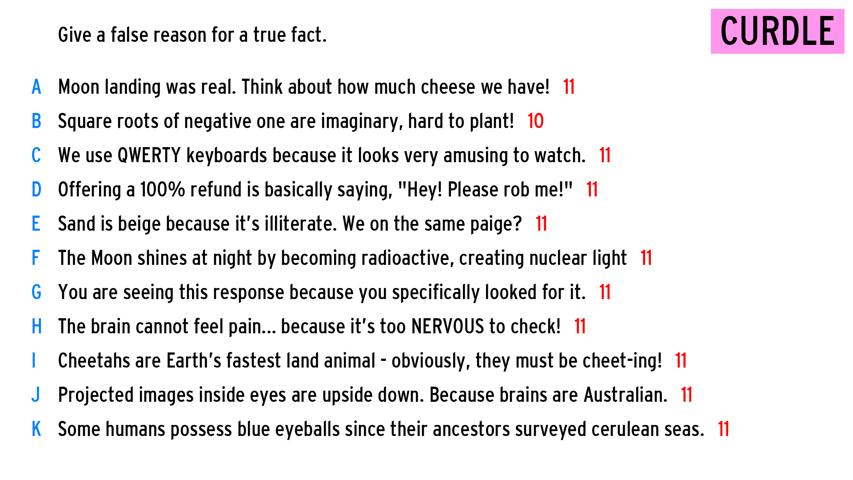 Give a false reason for a true fact.
CURDLE
A Moon landing was real. Think about how much cheese we have! 11
B Square roots of negative one are imaginary, hard to plant! 10
C We use QWERTY keyboards because it looks very amusing to watch. 11
D Offering a 100% refund is basically saying, "Hey! Please rob me!" 11
E Sand is beige because it's illiterate. We on the same paige? 11
F The Moon shines at night by becoming radioactive, creating nuclear light 11
G You are seeing this response because you specifically looked for it. 11
H The brain cannot feel pain... because it's too NERVOUS to check! 11
I Cheetahs are Earth's fastest land animal - obviously, they must be cheet-ing! 11
J Projected images inside eyes are upside down. Because brains are Australian. 11
K Some humans possess blue eyeballs since their ancestors surveyed cerulean seas. 11